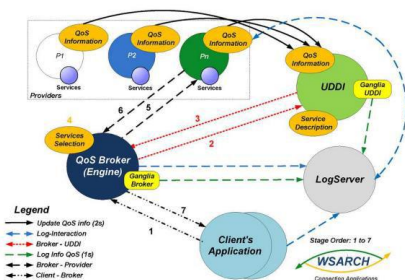 QoS
Information
QoS
Information
QoS
Information
QoS
Information
P1
P2
Pn
Services
Services
Services
Providers
UDDI
Ganglia
UDDI
Service
Description
6
5
3
2
4
Services
Selection
QoS Broker
(Engine)
Ganglia
Broker
LogServer
7
1
Client's
Application
Legend
Update QoS info (2s)
Log-Interaction
Broker - UDDI
Log Info QoS (1s)
Broker - Provider
Client - Broker
Stage Order: 1 to 7
WSARCH
Connecting Applications